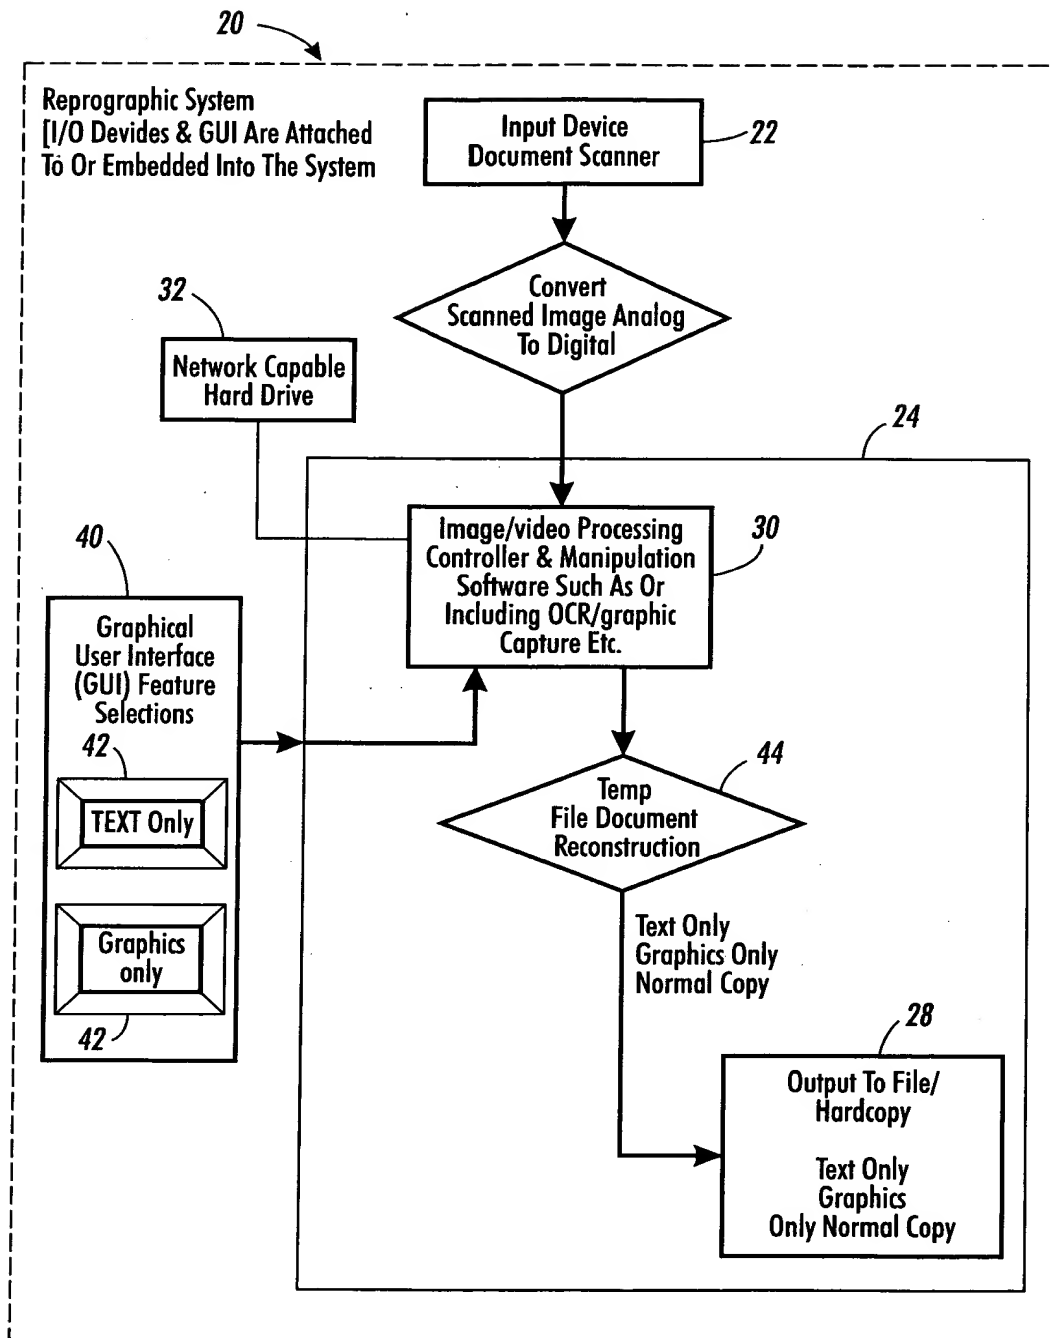 20
Reprographic System
[I/O Devides & GUI Are Attached
To Or Embedded Into The System
Input Device
Document Scanner
22
Convert
Scanned Image Analog
To Digital
32
Network Capable
Hard Drive
24
Image/video Processing
Controller & Manipulation
Software Such As Or
Including OCR/graphic
Capture Etc.
30
40
Graphical
User Interface
(GUI) Feature
Selections
42
TEXT Only
Graphics
only
42
Temp
File Document
Reconstruction
44
Text Only
Graphics Only
Normal Copy
28
Output To File/
Hardcopy
Text Only
Graphics
Only Normal Copy